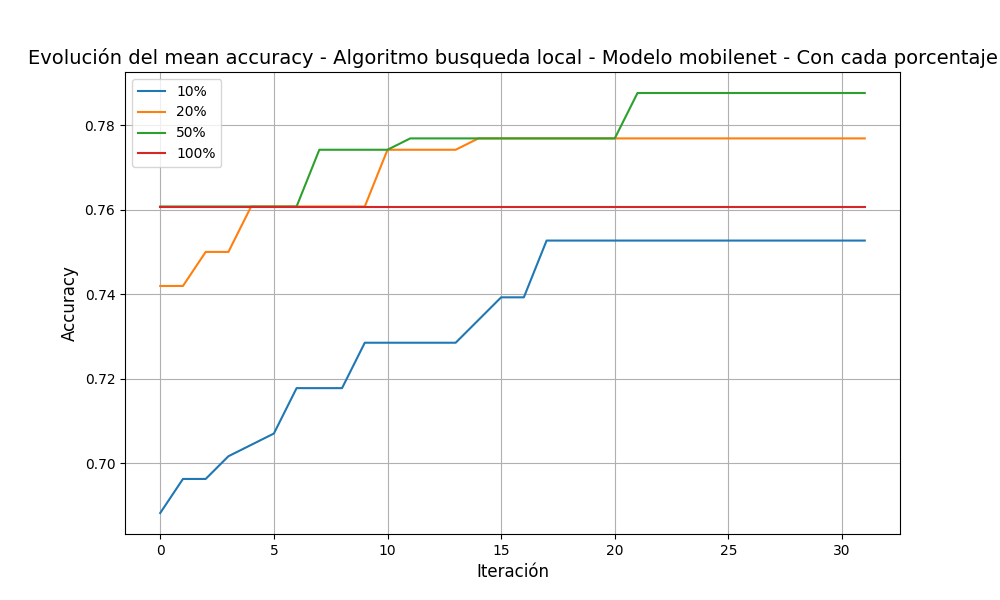 Evolución del mean accuracy - Algoritmo busqueda local - Modelo mobilenet - Con cada porcentaje
10%
20%
50%
100%
0.78
0.76
0.74
0.72
0.70
Accuracy
0 5 10 15 20 25 30
Iteración